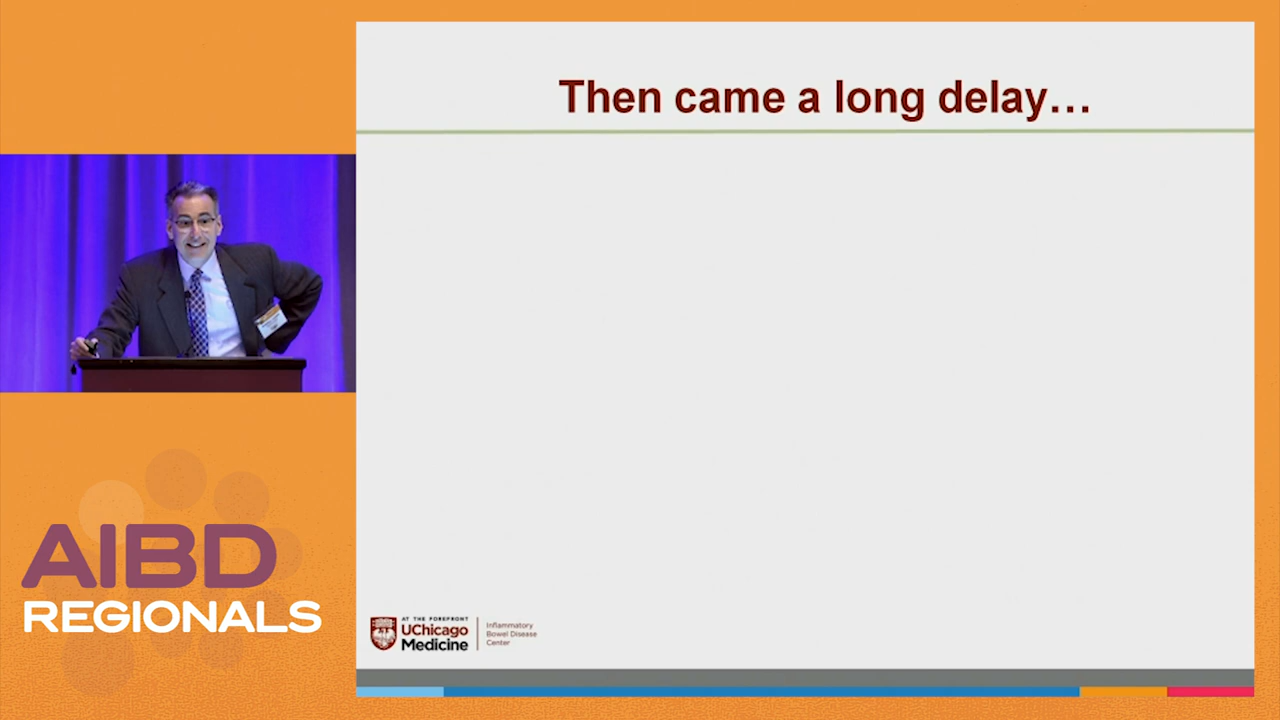 Then came a long delay…
AIBD
REGIONALS
AT THE FOREFRONT
UChicago
Medicine
Inflammatory
Bowel Disease
Center